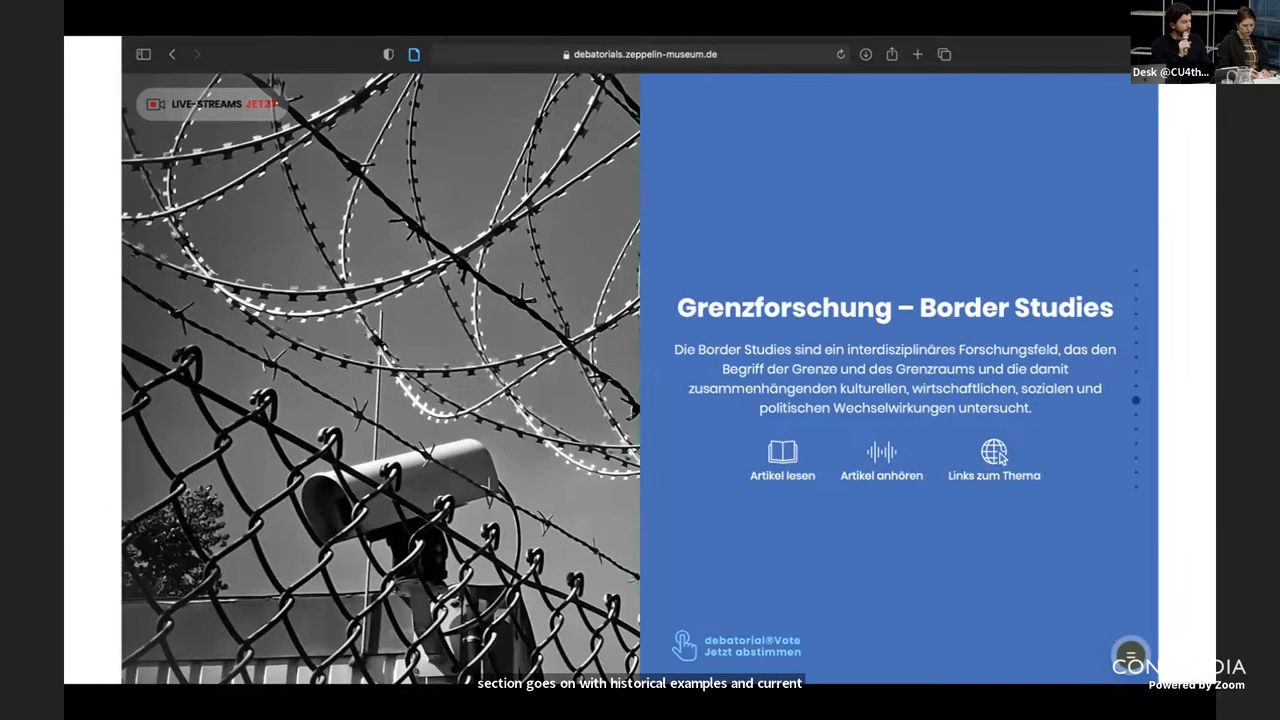 debatorials.zeppelin-museum.de
Desk @CU4th...
LIVE-STREAMS JETZT
Grenzforschung – Border Studies
Die Border Studies sind ein interdisziplinäres Forschungsfeld, das den
Begriff der Grenze und des Grenzraums und die damit
zusammenhängenden kulturellen, wirtschaftlichen, sozialen und
politischen Wechselwirkungen untersucht.
Artikel lesen
Artikel anhören
Links zum Thema
debatorial®Vote
Jetzt abstimmen
section goes on with historical examples and current
Powered by Zoom